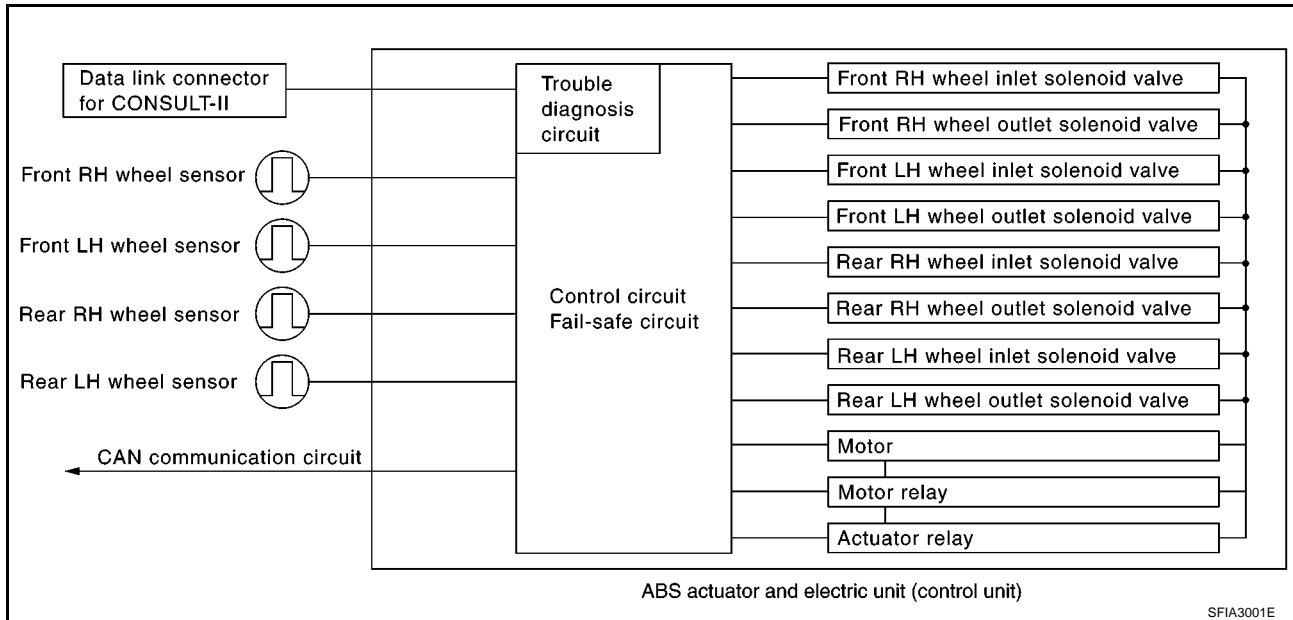 Data link connector
for CONSULT-II
Front RH wheel sensor
Front LH wheel sensor
Rear RH wheel sensor
Rear LH wheel sensor
CAN communication circuit
Trouble
diagnosis
circuit
Control circuit
Fail-safe circuit
Front RH wheel inlet solenoid valve
Front RH wheel outlet solenoid valve
Front LH wheel inlet solenoid valve
Front LH wheel outlet solenoid valve
Rear RH wheel inlet solenoid valve
Rear RH wheel outlet solenoid valve
Rear LH wheel inlet solenoid valve
Rear LH wheel outlet solenoid valve
Motor
Motor relay
Actuator relay
ABS actuator and electric unit (control unit)
SFIA3001E